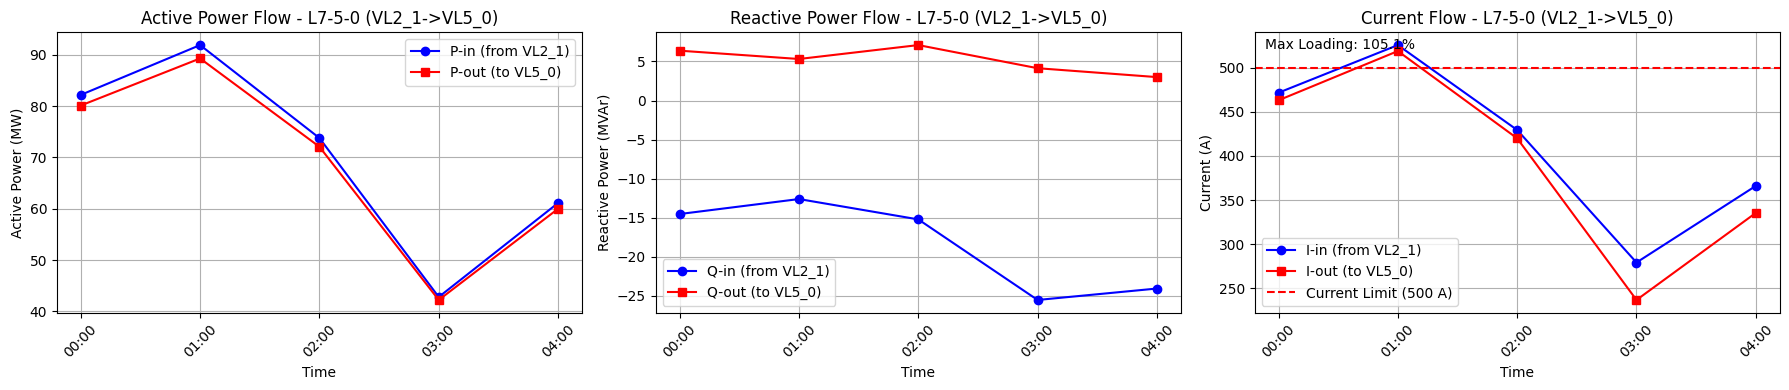 Active Power Flow - L7-5-0 (VL2_1->VL5_0)
Active Power (MW)
90
80
70
60
50
40
P-in (from VL2_1)
P-out (to VL5_0)
00:00
01:00
02:00
03:00
04:00
Time
Reactive Power Flow - L7-5-0 (VL2_1->VL5_0)
Reactive Power (MVAr)
5
0
−5
−10
−15
−20
−25
Q-in (from VL2_1)
Q-out (to VL5_0)
00:00
01:00
02:00
03:00
04:00
Time
Current Flow - L7-5-0 (VL2_1->VL5_0)
Max Loading: 105.1%
Current (A)
500
450
400
350
300
250
I-in (from VL2_1)
I-out (to VL5_0)
Current Limit (500 A)
00:00
01:00
02:00
03:00
04:00
Time